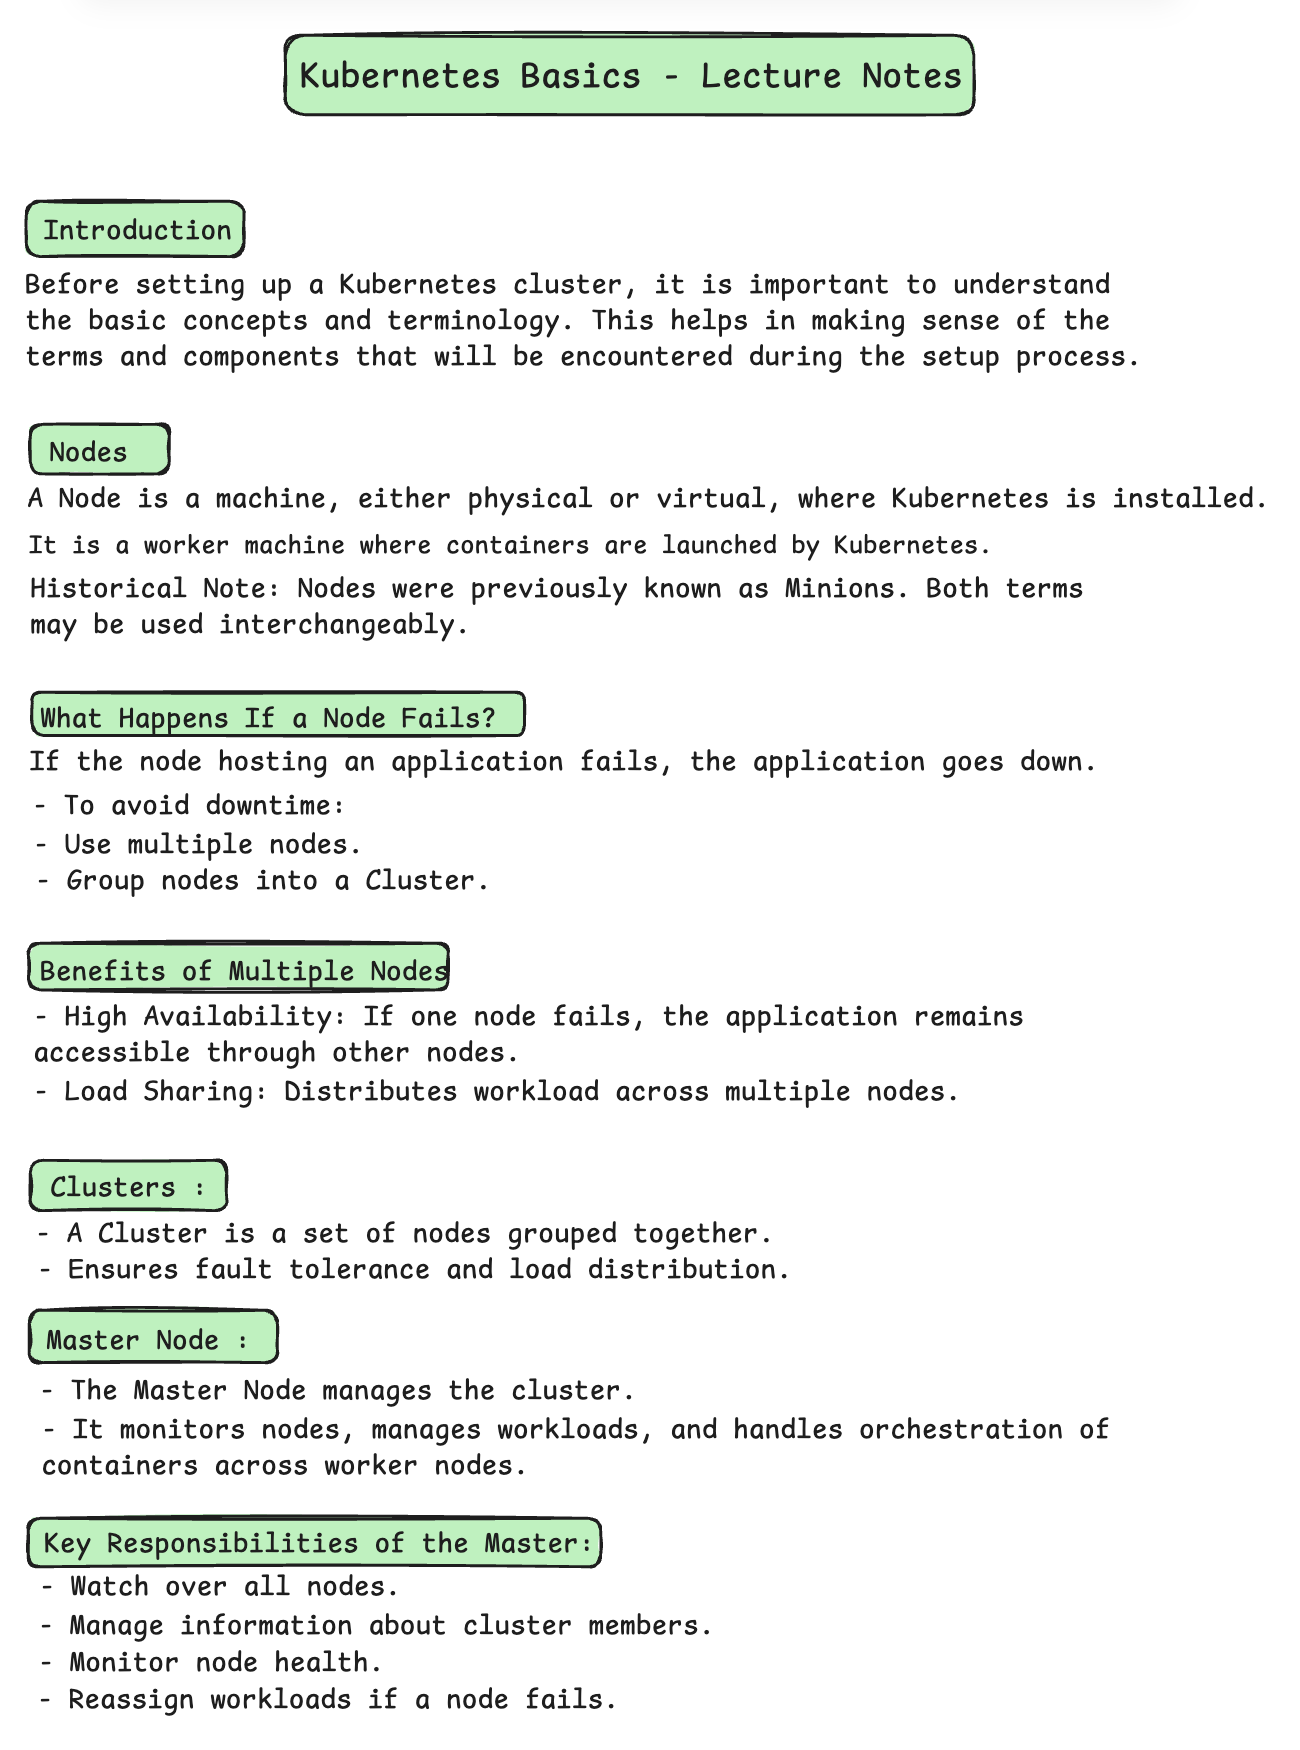 Kubernetes Basics - Lecture Notes
Introduction
Before setting up a Kubernetes cluster, it is important to understand
the basic concepts and terminology. This helps in making sense of the
terms and components that will be encountered during the setup process.
Nodes
A Node is a machine, either physical or virtual, where Kubernetes is installed.
It is a worker machine where containers are launched by Kubernetes.
Historical Note: Nodes were previously known as Minions. Both terms
may be used interchangeably.
What Happens If a Node Fails?
If the node hosting an application fails, the application goes down.
- To avoid downtime:
- Use multiple nodes.
- Group nodes into a Cluster.
Benefits of Multiple Nodes
- High Availability: If one node fails, the application remains
accessible through other nodes.
- Load Sharing: Distributes workload across multiple nodes.
Clusters :
- A Cluster is a set of nodes grouped together.
- Ensures fault tolerance and load distribution.
Master Node :
- The Master Node manages the cluster.
- It monitors nodes, manages workloads, and handles orchestration of
containers across worker nodes.
Key Responsibilities of the Master:
- Watch over all nodes.
- Manage information about cluster members.
- Monitor node health.
- Reassign workloads if a node fails.